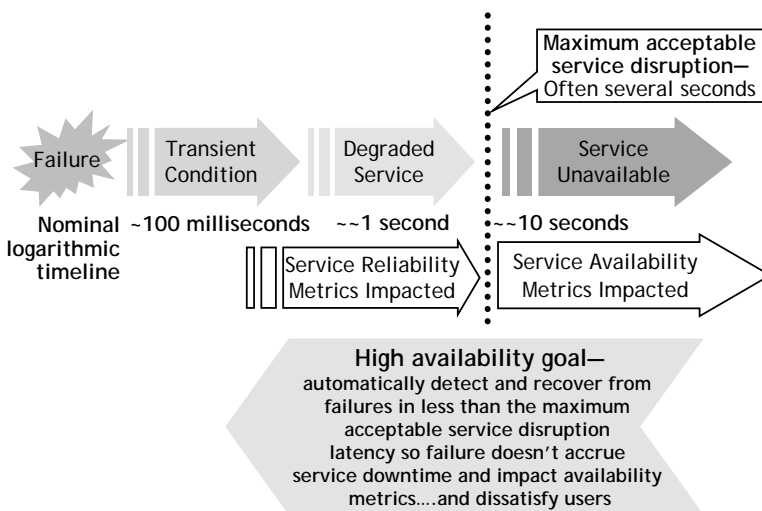 Maximum acceptable
service disruption—
Often several seconds
Failure
Transient
Condition
Degraded
Service
Service
Unavailable
Nominal
logarithmic
timeline
~100 milliseconds
~~1 second
~~10 seconds
Service Reliability
Metrics Impacted
Service Availability
Metrics Impacted
High availability goal—
automatically detect and recover from
failures in less than the maximum
acceptable service disruption
latency so failure doesn't accrue
service downtime and impact availability
metrics....and dissatisfy users